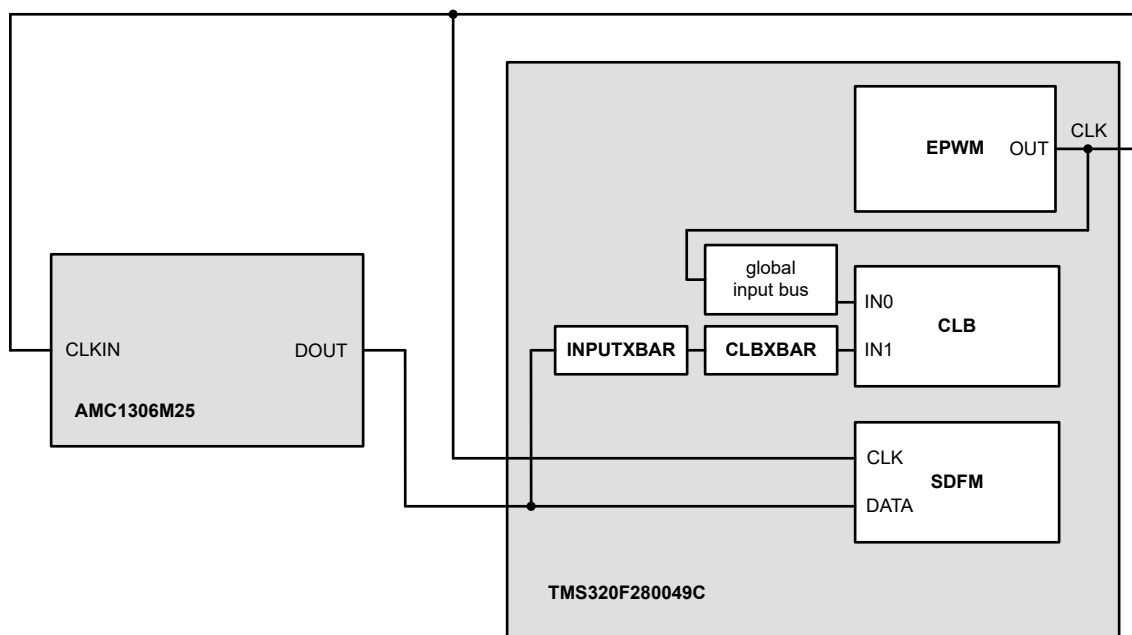 CLK
EPWM
OUT
global
input bus
IN0
CLB
CLKIN
DOUT
INPUTXBAR
CLBXBAR
IN1
AMC1306M25
CLK
SDFM
DATA
TMS320F280049C